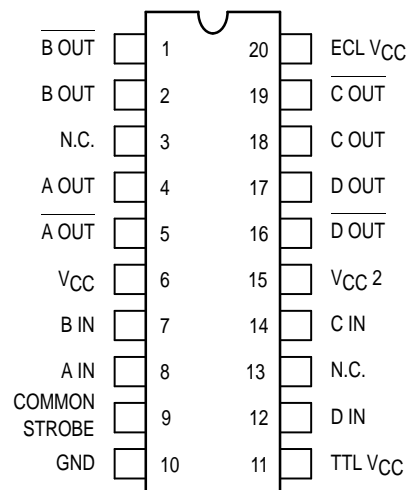 B OUT 1 20 ECL VCC
B OUT 2 19 C OUT
N.C. 3 18 C OUT
A OUT 4 17 D OUT
A OUT 5 16 D OUT
VCC 6 15 VCC 2
B IN 7 14 C IN
A IN 8 13 N.C.
COMMON
STROBE 9 12 D IN
GND 10 11 TTL VCC